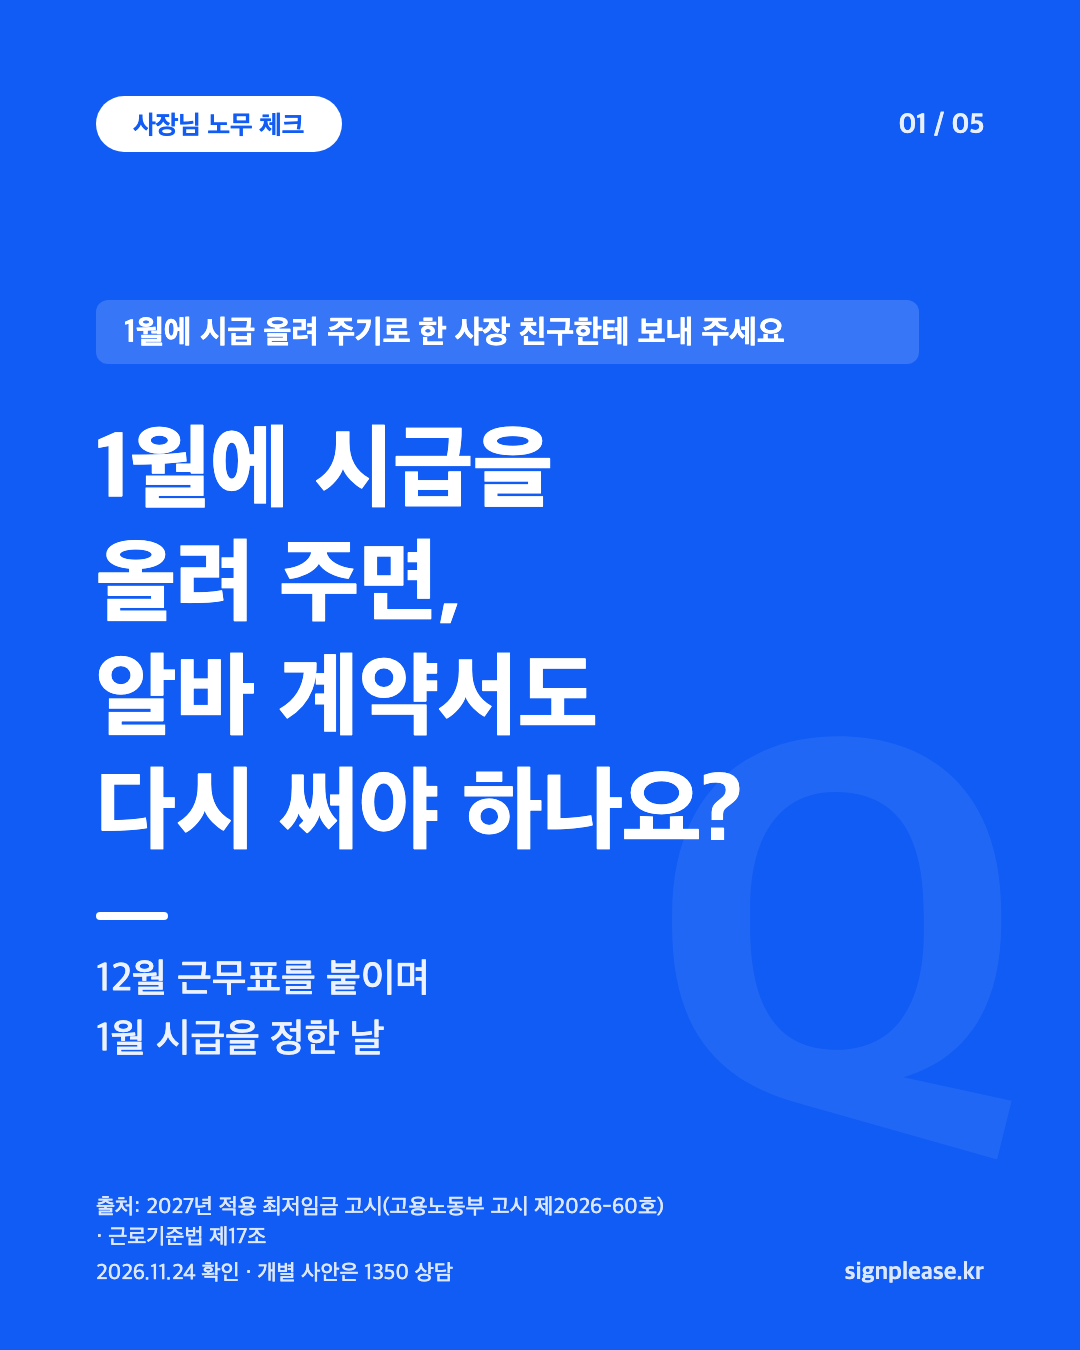 사장님 노무 체크
01 / 05
1월에 시급 올려 주기로 한 사장 친구한테 보내 주세요
1월에 시급을
올려 주면,
알바 계약서도
다시 써야 하나요?
Q
12월 근무표를 붙이며
1월 시급을 정한 날
출처: 2027년 적용 최저임금 고시(고용노동부 고시 제2026-60호)
· 근로기준법 제17조
2026.11.24 확인 · 개별 사안은 1350 상담
signplease.kr